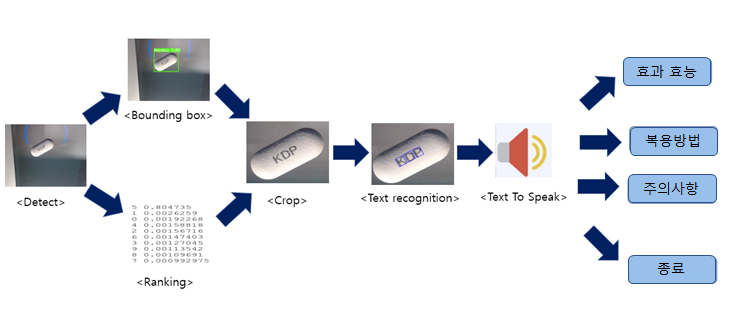 <Bounding box>
<Detect>
5 0.804735
1 0.0026259
0 0.00192268
4 0.00158818
2 0.00156716
6 0.00147403
3 0.00127045
9 0.00113542
8 0.00109691
7 0.000992975
<Ranking>
KDP
<Crop>
KDP
<Text recognition>
<Text To Speak>
효과 효능
복용방법
주의사항
종료